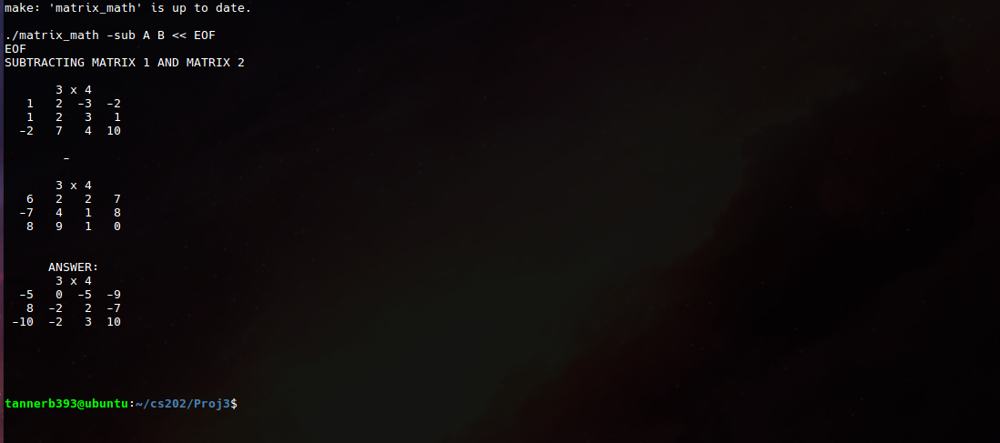 make: 'matrix_math' is up to date.
./matrix_math -sub A B << EOF
EOF
SUBTRACTING MATRIX 1 AND MATRIX 2
3 x 4
1 2 -3 -2
1 2 3 1
-2 7 4 10
-
3 x 4
6 2 2 7
-7 4 1 8
8 9 1 0
ANSWER:
3 x 4
-5 0 -5 -9
8 -2 2 -7
-10 -2 3 10
tannerb393@ubuntu:~/cs202/Proj3$